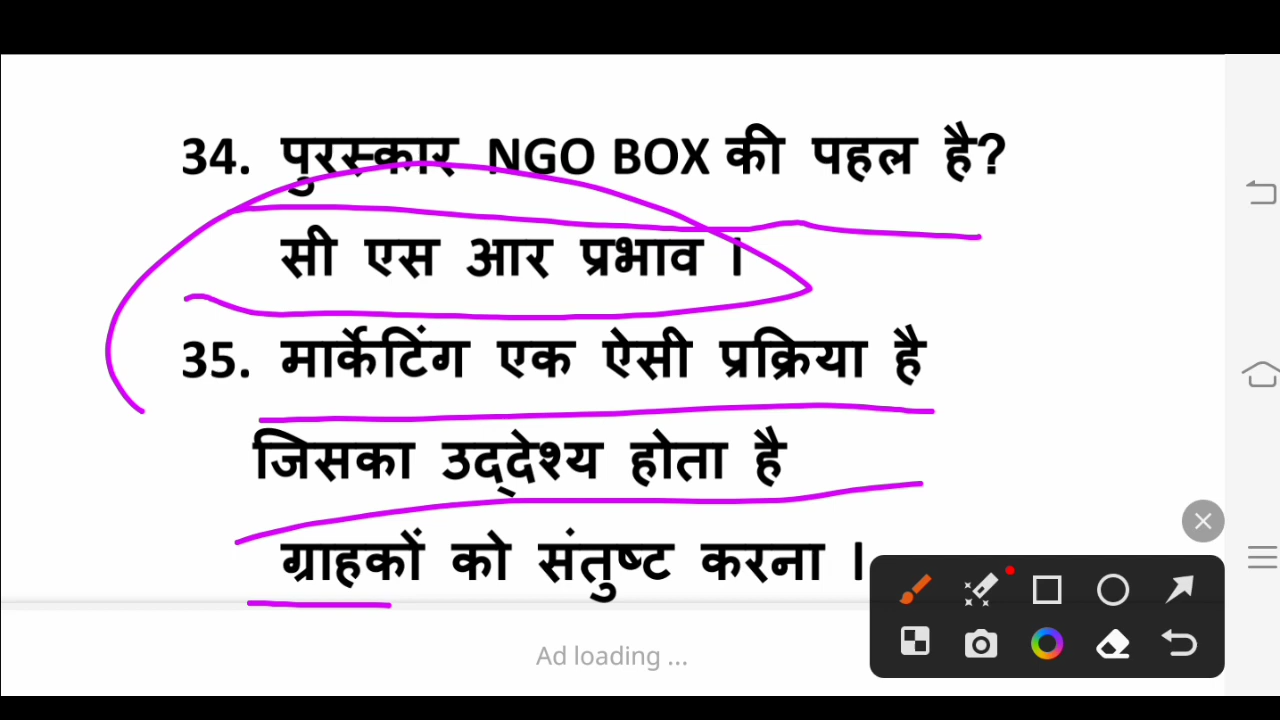 34. पुरस्कार NGO BOX की पहल है?
सी एस आर प्रभाव ।
35. मार्केटिंग एक ऐसी प्रक्रिया है
जिसका उद्देश्य होता है
ग्राहकों को संतुष्ट करना ।
Ad loading ...